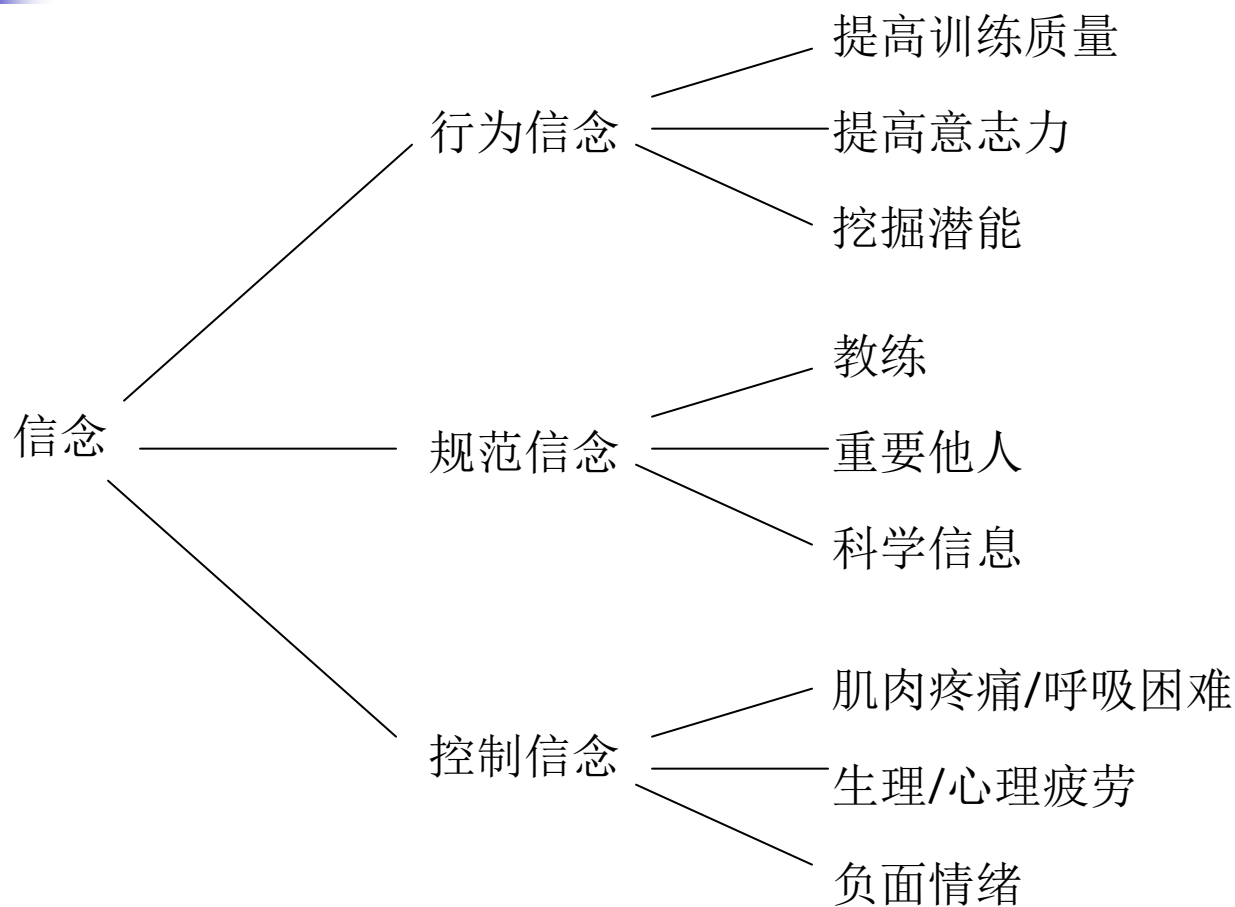 信念
行为信念
提高训练质量
提高意志力
挖掘潜能
规范信念
教练
重要他人
科学信息
控制信念
肌肉疼痛/呼吸困难
生理/心理疲劳
负面情绪